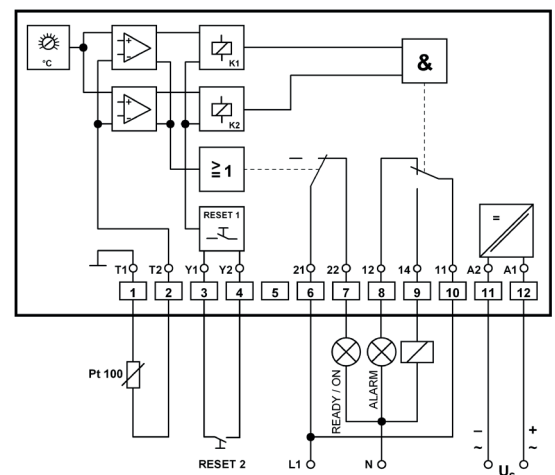 °C
K1
&
K2
≧ 1
RESET 1
T1 T2 Y1 Y2 21 22 12 14 11 A2 A1
1 2 3 4 5 6 7 8 9 10 11 12
=
Pt 100
READY / ON
ALARM
RESET 2
L1
N
− +
~ ~
Us